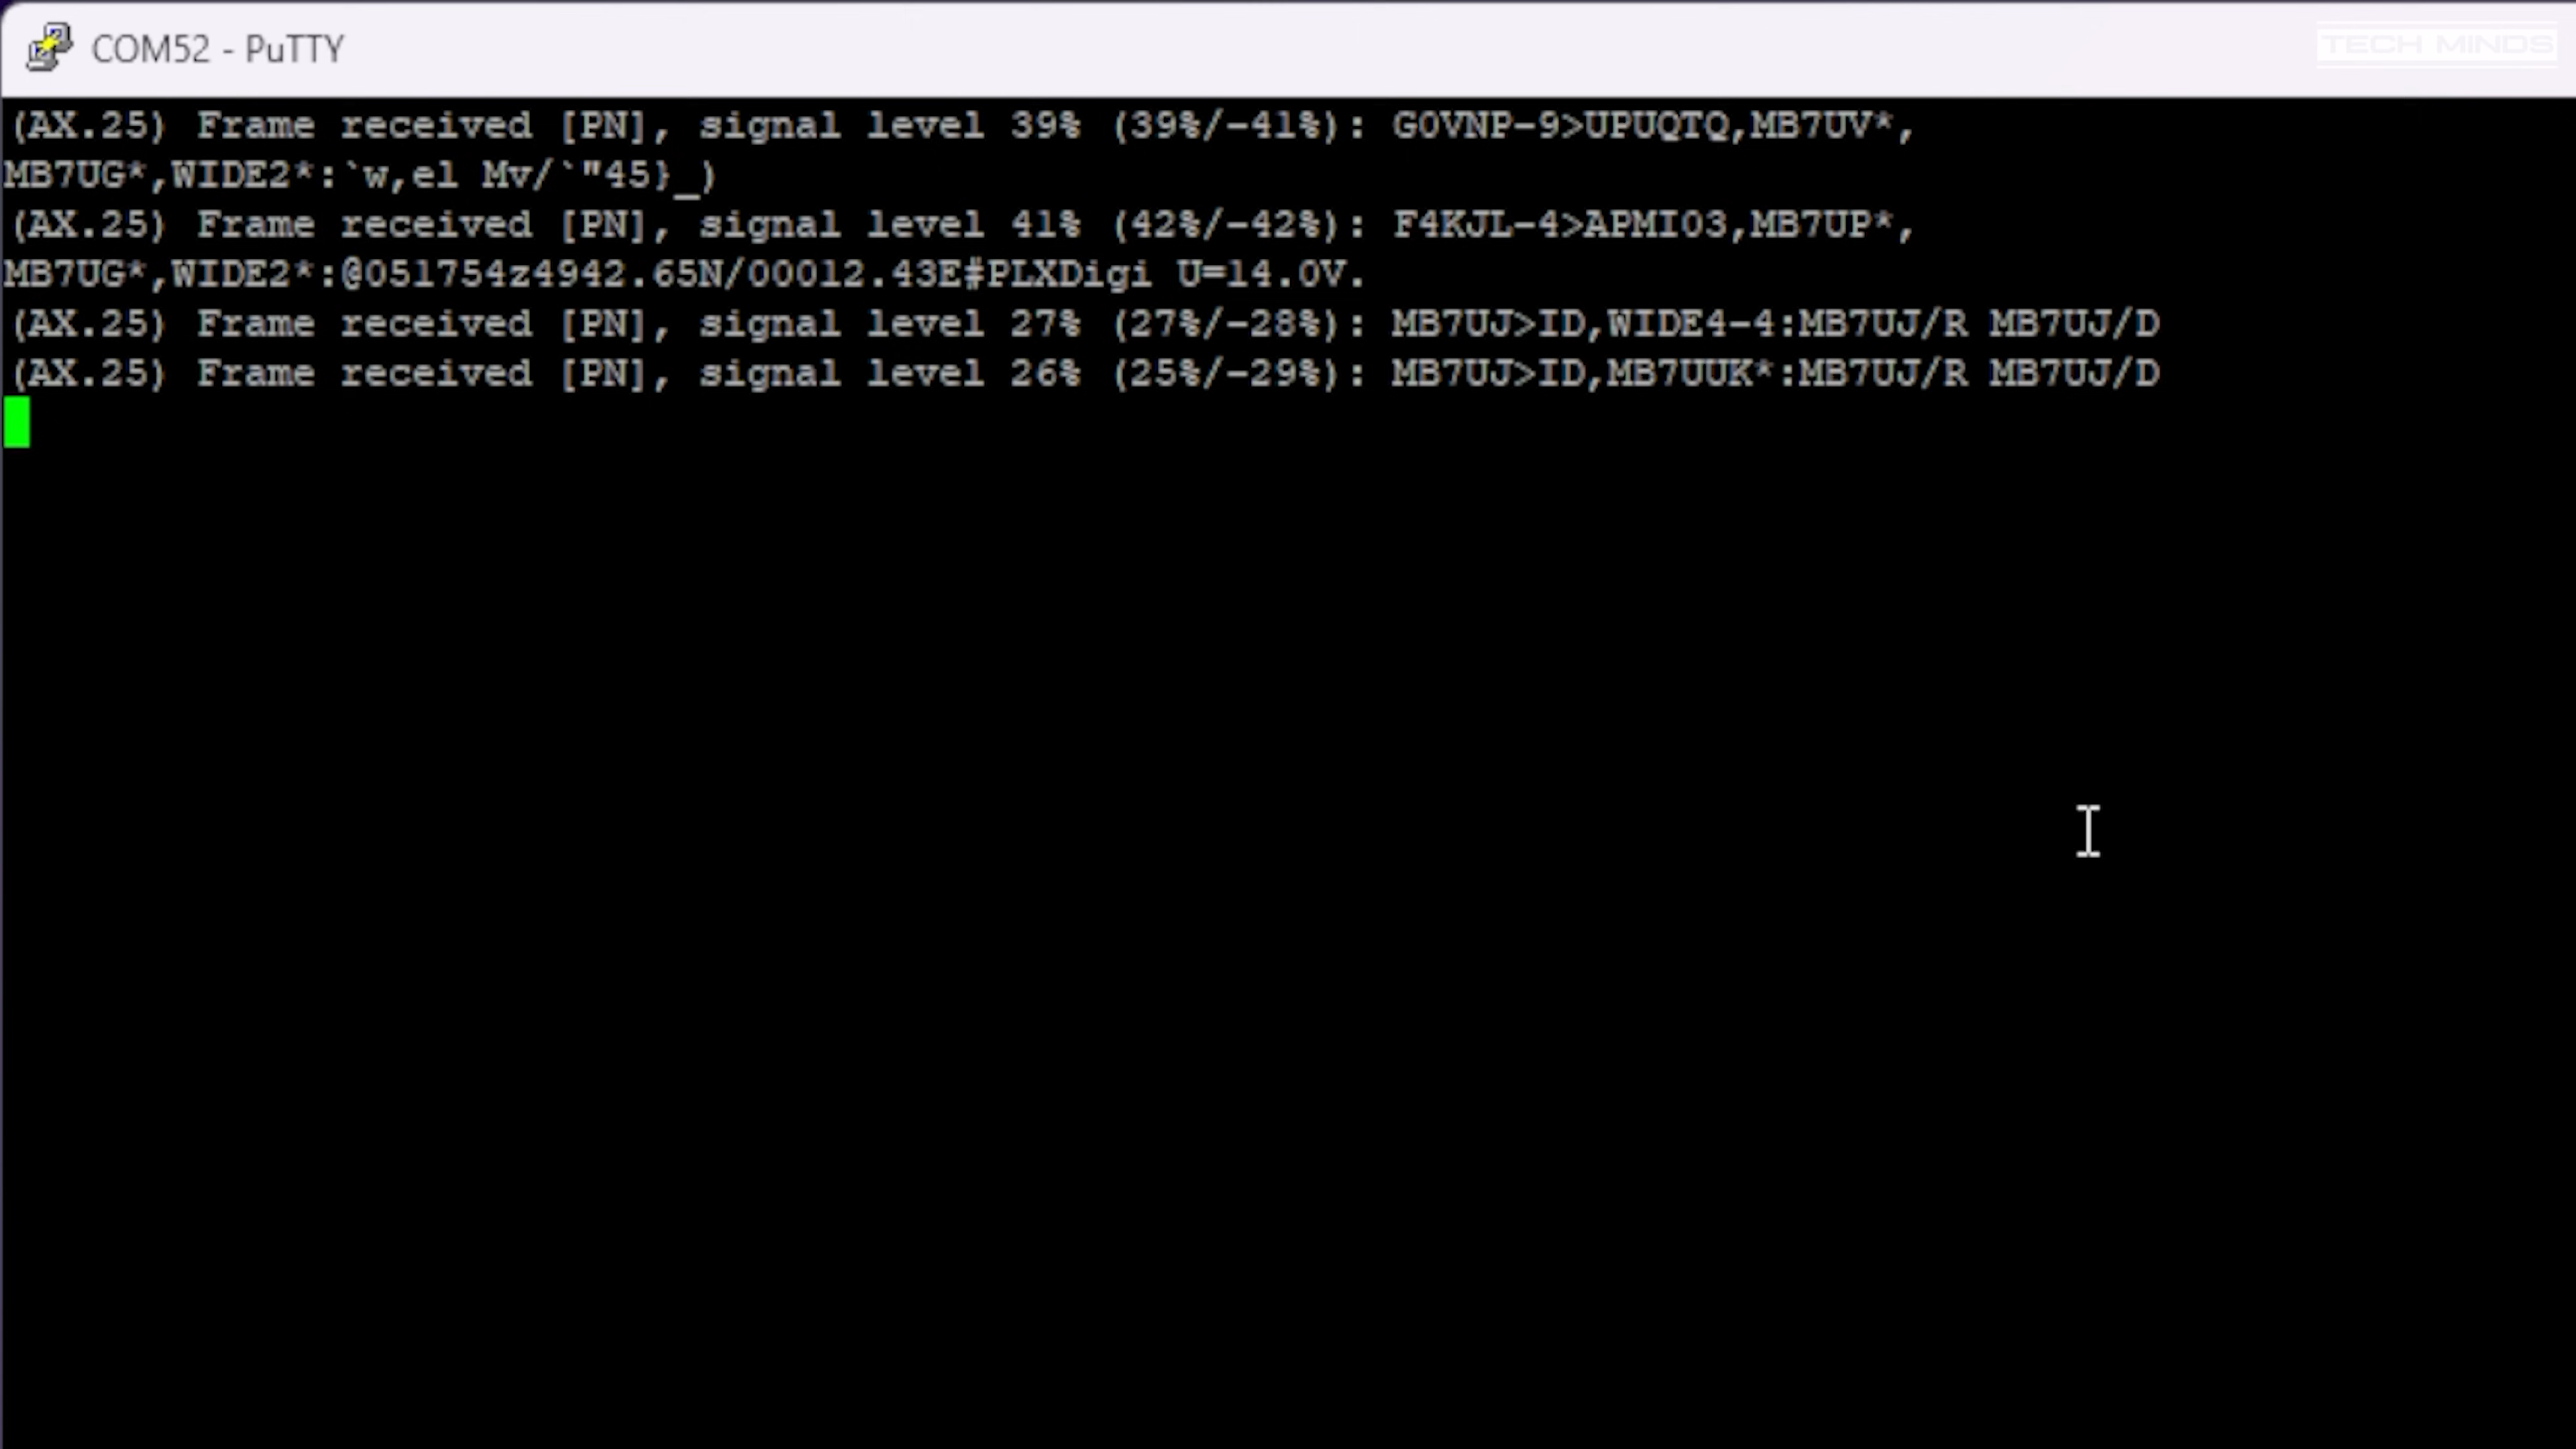 COM52 - PuTTY
TECH MINDS
(AX.25) Frame received [PN], signal level 39% (39%/-41%): G0VNP-9>UPUQTQ,MB7UV*,
MB7UG*,WIDE2*:`w,el Mv/`"45}_)
(AX.25) Frame received [PN], signal level 41% (42%/-42%): F4KJL-4>APMI03,MB7UP*,
MB7UG*,WIDE2*:@051754z4942.65N/00012.43E#PLXDigi U=14.0V.
(AX.25) Frame received [PN], signal level 27% (27%/-28%): MB7UJ>ID,WIDE4-4:MB7UJ/R MB7UJ/D
(AX.25) Frame received [PN], signal level 26% (25%/-29%): MB7UJ>ID,MB7UUK*:MB7UJ/R MB7UJ/D